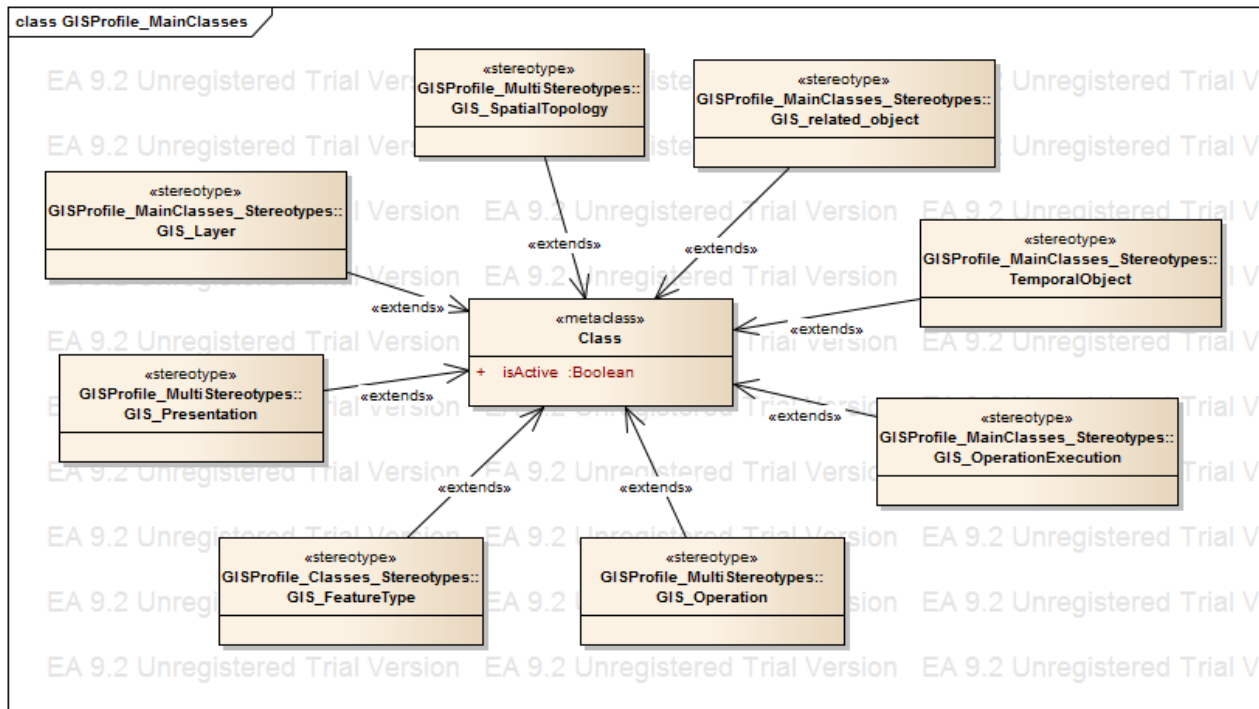 class GISProfile_MainClasses
«stereotype»
GISProfile_MultiStereotypes::
GIS_SpatialTopology
«stereotype»
GISProfile_MainClasses_Stereotypes::
GIS_related_object
«stereotype»
GISProfile_MainClasses_Stereotypes::
GIS_Layer
«stereotype»
GISProfile_MainClasses_Stereotypes::
TemporalObject
«extends»
«extends»
«extends»
«extends»
«metaclass»
Class
+ isActive :Boolean
«stereotype»
GISProfile_MultiStereotypes::
GIS_Presentation
«extends»
«extends»
«stereotype»
GISProfile_MainClasses_Stereotypes::
GIS_OperationExecution
«extends»
«extends»
«stereotype»
GISProfile_Classes_Stereotypes::
GIS_FeatureType
«stereotype»
GISProfile_MultiStereotypes::
GIS_Operation
EA 9.2 Unregistered Trial Version